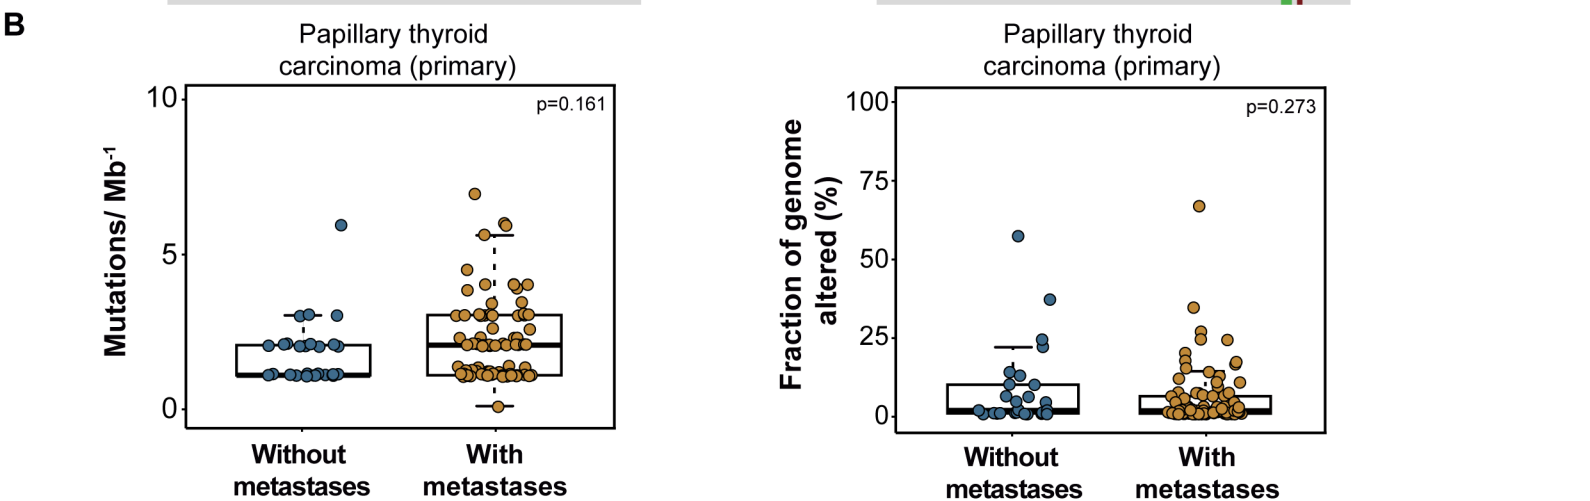 B
Papillary thyroid
carcinoma (primary)
10
5
0
Mutations/ Mb⁻¹
p=0.161
Without
metastases
With
metastases
Papillary thyroid
carcinoma (primary)
100
75
50
25
0
Fraction of genome
altered (%)
p=0.273
Without
metastases
With
metastases